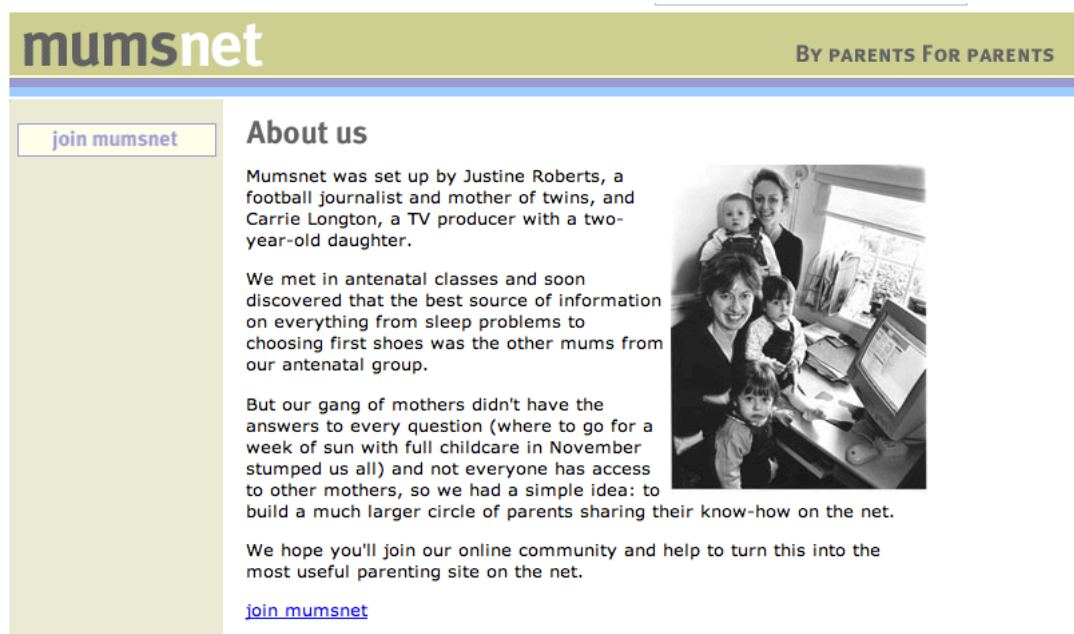 mumsnet
By parents For parents
join mumsnet
About us
Mumsnet was set up by Justine Roberts, a
football journalist and mother of twins, and
Carrie Longton, a TV producer with a two-
year-old daughter.
We met in antenatal classes and soon
discovered that the best source of information
on everything from sleep problems to
choosing first shoes was the other mums from
our antenatal group.
But our gang of mothers didn't have the
answers to every question (where to go for a
week of sun with full childcare in November
stumped us all) and not everyone has access
to other mothers, so we had a simple idea: to
build a much larger circle of parents sharing their know-how on the net.
We hope you'll join our online community and help to turn this into the
most useful parenting site on the net.
join mumsnet